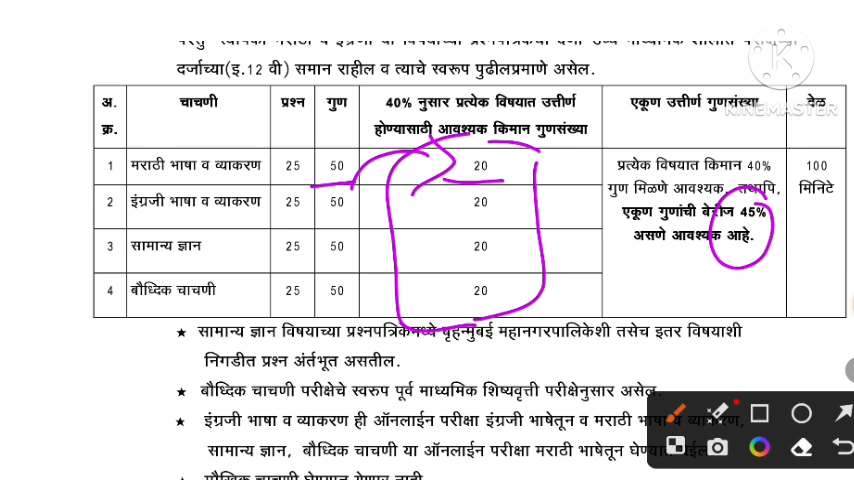 दर्जाच्या(इ.12 वी) समान राहील व त्याचे स्वरूप पुढीलप्रमाणे असेल.
अ. क्र. चाचणी प्रश्न गुण 40% नुसार प्रत्येक विषयात उत्तीर्ण होण्यासाठी आवश्यक किमान गुणसंख्या एकूण उत्तीर्ण गुणसंख्या वेळ
KINEMASTER
1 मराठी भाषा व व्याकरण 25 50 20
2 इंग्रजी भाषा व व्याकरण 25 50 20
3 सामान्य ज्ञान 25 50 20
4 बौध्दिक चाचणी 25 50 20
प्रत्येक विषयात किमान 40%
गुण मिळणे आवश्यक. तथापि,
एकूण गुणांची बेरीज 45%
असणे आवश्यक आहे.
100
मिनिटे
★ सामान्य ज्ञान विषयाच्या प्रश्नपत्रिकेमध्ये बृहन्मुंबई महानगरपालिकेशी तसेच इतर विषयाशी
निगडीत प्रश्न अंर्तभूत असतील.
★ बौध्दिक चाचणी परीक्षेचे स्वरूप पूर्व माध्यमिक शिष्यवृत्ती परीक्षेनुसार असेल.
★ इंग्रजी भाषा व व्याकरण ही ऑनलाईन परीक्षा इंग्रजी भाषेतून व मराठी भाषा व व्याकरण,
सामान्य ज्ञान, बौध्दिक चाचणी या ऑनलाईन परीक्षा मराठी भाषेतून